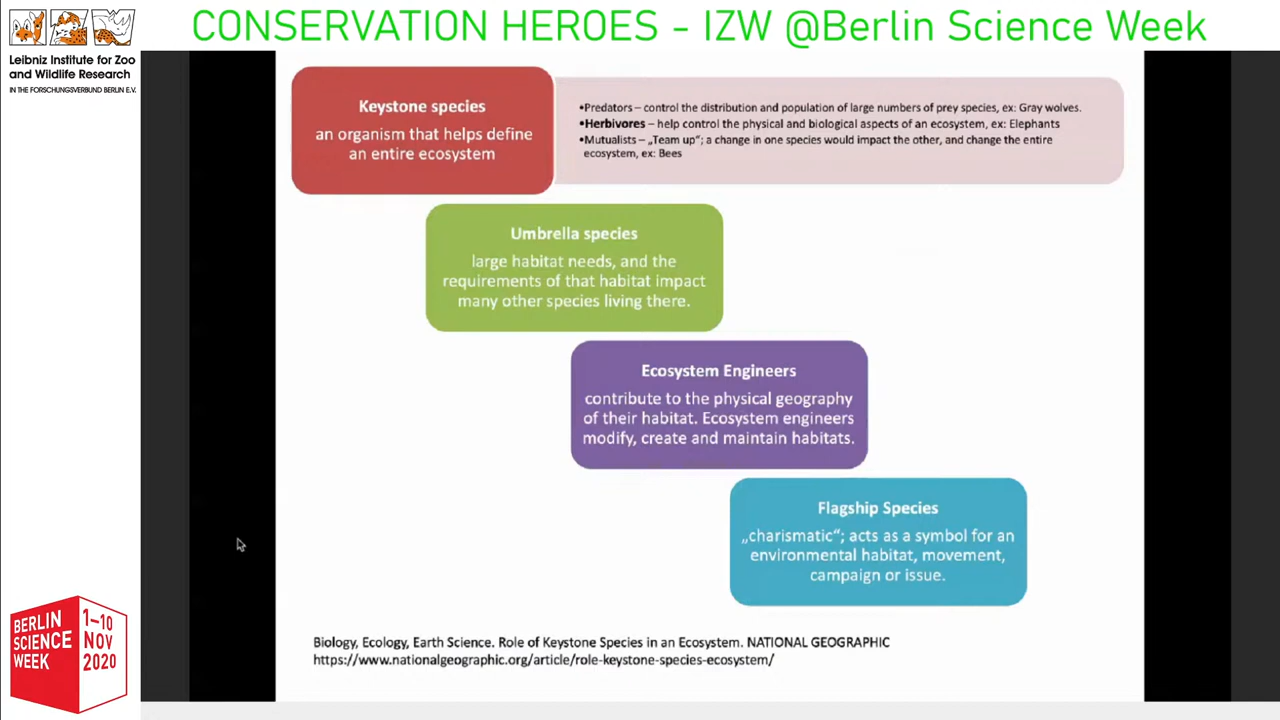 CONSERVATION HEROES - IZW @Berlin Science Week
Leibniz Institute for Zoo
and Wildlife Research
IN THE FORSCHUNGSVERBUND BERLIN E.V.
Keystone species
an organism that helps define
an entire ecosystem
•Predators – control the distribution and population of large numbers of prey species, ex: Gray wolves.
•Herbivores – help control the physical and biological aspects of an ecosystem, ex: Elephants
•Mutualists – „Team up“; a change in one species would impact the other, and change the entire
ecosystem, ex: Bees
Umbrella species
large habitat needs, and the
requirements of that habitat impact
many other species living there.
Ecosystem Engineers
contribute to the physical geography
of their habitat. Ecosystem engineers
modify, create and maintain habitats.
Flagship Species
„charismatic“; acts as a symbol for an
environmental habitat, movement,
campaign or issue.
Biology, Ecology, Earth Science. Role of Keystone Species in an Ecosystem. NATIONAL GEOGRAPHIC
https://www.nationalgeographic.org/article/role-keystone-species-ecosystem/
BERLIN
SCIENCE
WEEK
1–10
NOV
2020